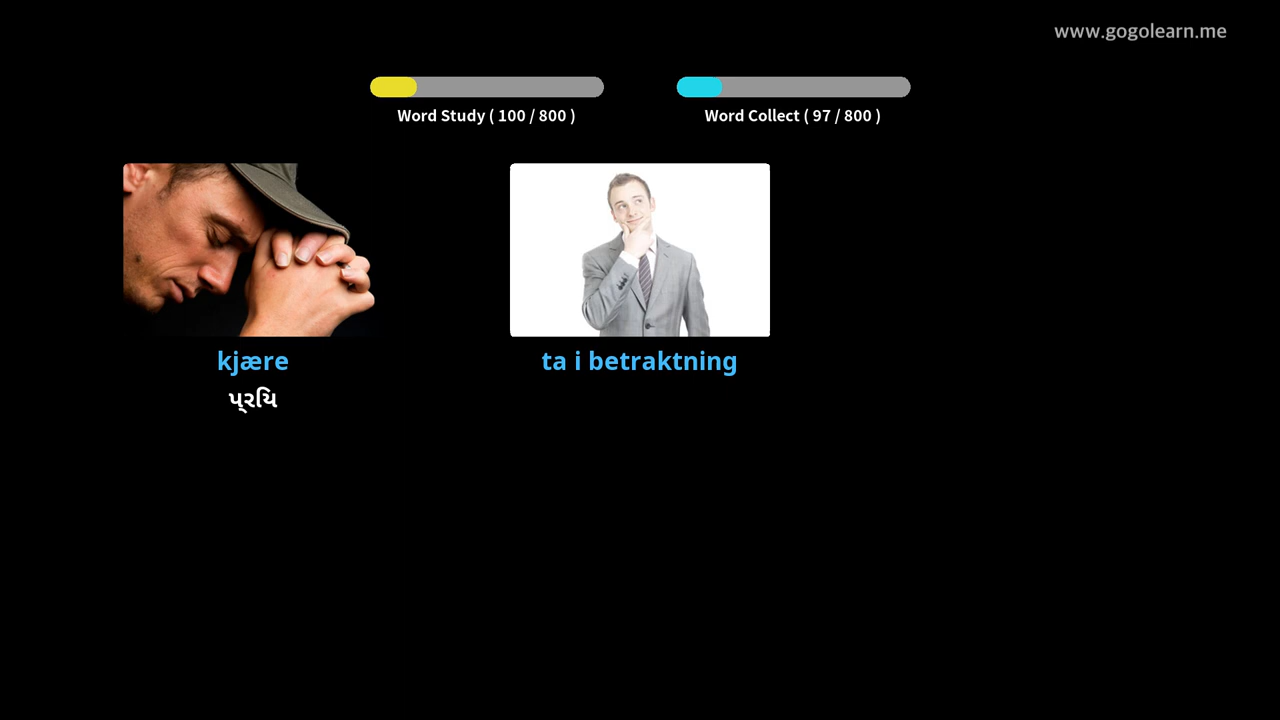 www.gogolearn.me
Word Study ( 100 / 800 )
Word Collect ( 97 / 800 )
kjære
ta i betraktning
પ્રિય